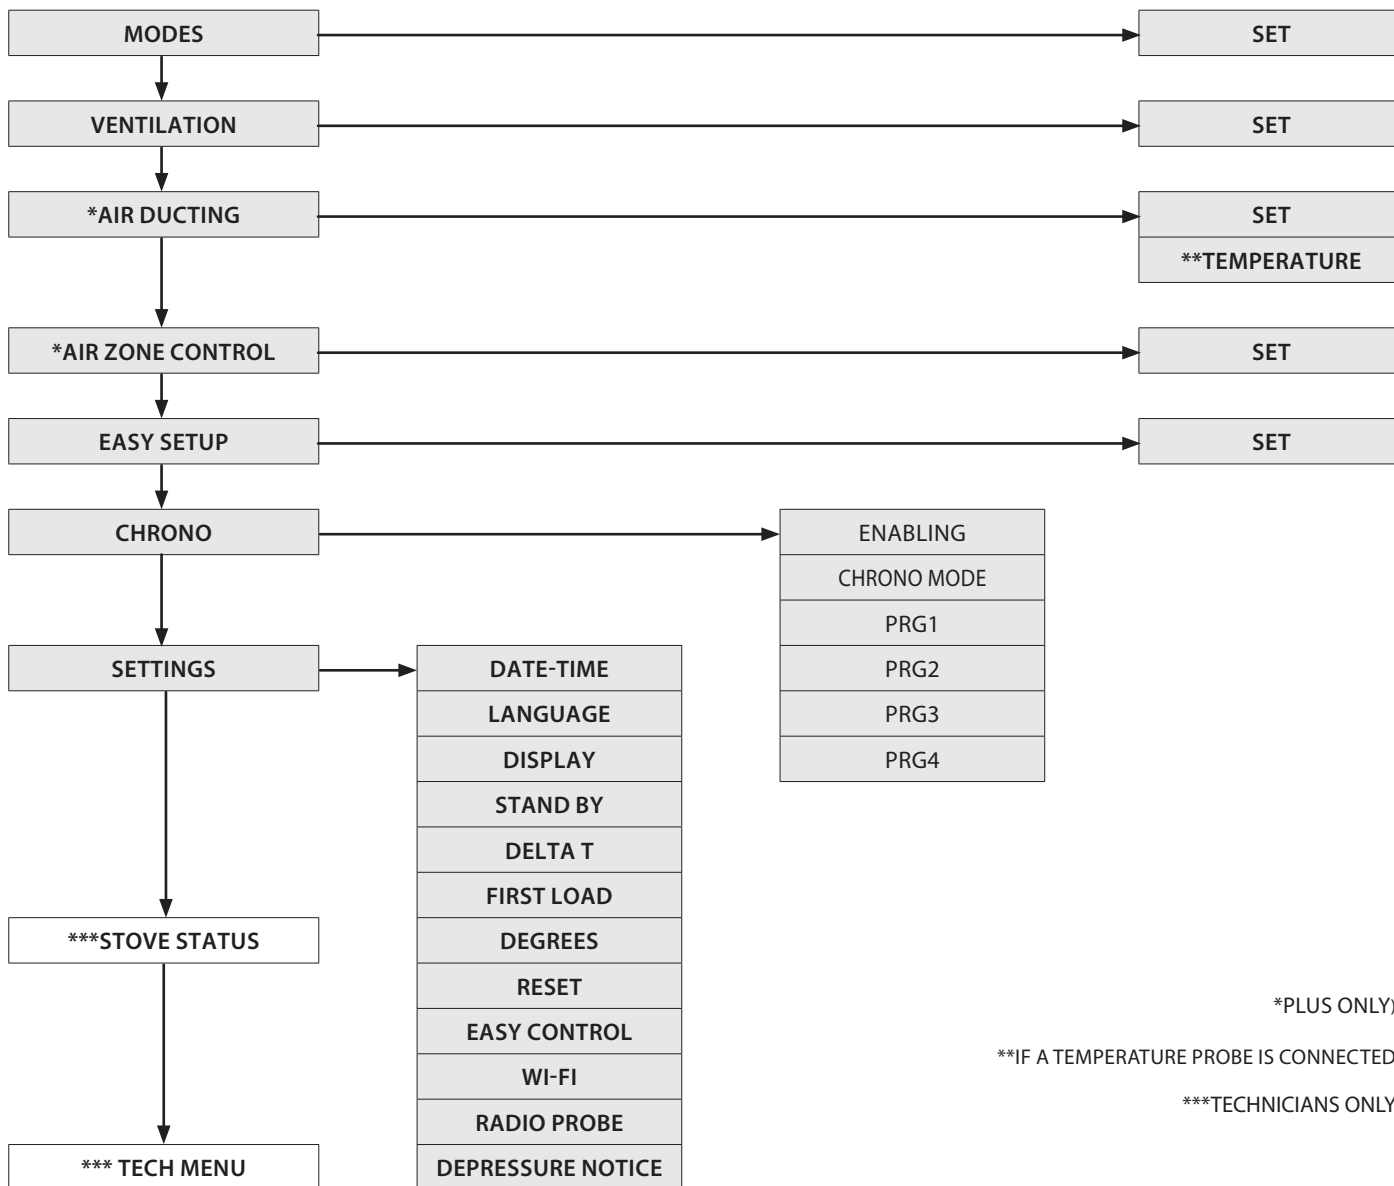 MODES
SET
VENTILATION
SET
*AIR DUCTING
SET
**TEMPERATURE
*AIR ZONE CONTROL
SET
EASY SETUP
SET
CHRONO
ENABLING
CHRONO MODE
PRG1
PRG2
PRG3
PRG4
SETTINGS
DATE-TIME
LANGUAGE
DISPLAY
STAND BY
DELTA T
FIRST LOAD
DEGREES
RESET
EASY CONTROL
WI-FI
RADIO PROBE
DEPRESSURE NOTICE
***STOVE STATUS
*** TECH MENU
*PLUS ONLY)
**IF A TEMPERATURE PROBE IS CONNECTED
***TECHNICIANS ONLY